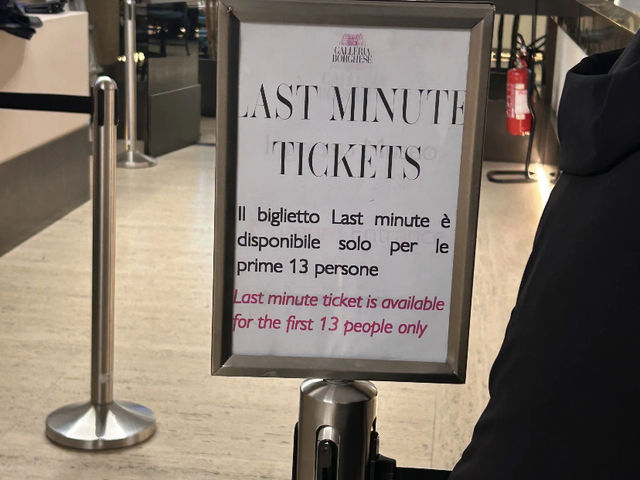 GALLERIA
BORGHESE
LAST MINUTE
TICKETS
Il biglietto Last minute è
disponibile solo per le
prime 13 persone
Last minute ticket is available
for the first 13 people only